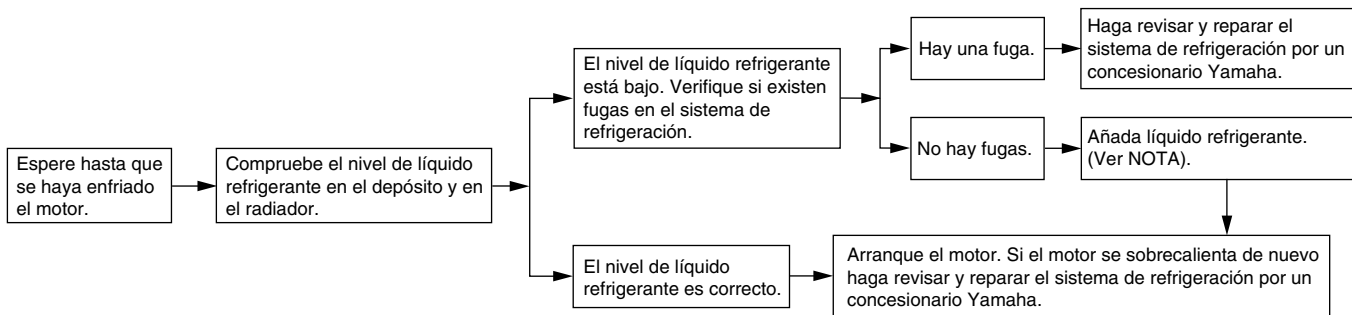 Espere hasta que
se haya enfriado
el motor.
Compruebe el nivel de líquido
refrigerante en el depósito y en
el radiador.
El nivel de líquido refrigerante
está bajo. Verifique si existen
fugas en el sistema de
refrigeración.
Hay una fuga.
Haga revisar y reparar el
sistema de refrigeración por un
concesionario Yamaha.
No hay fugas.
Añada líquido refrigerante.
(Ver NOTA).
El nivel de líquido
refrigerante es correcto.
Arranque el motor. Si el motor se sobrecalienta de nuevo
haga revisar y reparar el sistema de refrigeración por un
concesionario Yamaha.